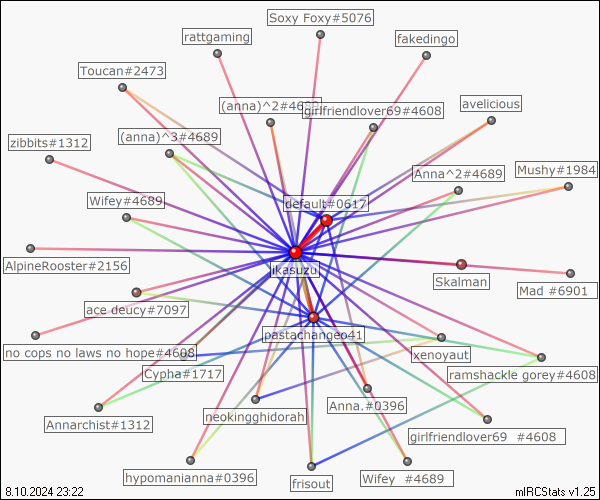 Soxy Foxy#5076
rattgaming
fakedingo
Toucan#2473
(anna)^2#4689
girlfriendlover69#4608
avelicious
zibbits#1312
(anna)^3#4689
Anna^2#4689
Mushy#1984
Wifey#4689
default#0617
AlpineRooster#2156
ikasuzu
Skalman
Mad #6901
ace deucy#7097
pastachangeo41
no cops no laws no hope#4608
xenoyaut
Cypha#1717
ramshackle gorey#4608
Annarchist#1312
neokingghidorah
Anna.#0396
girlfriendlover69 #4608
hypomanianna#0396
frisout
Wifey #4689
8.10.2024 23:22
mIRCStats v1.25